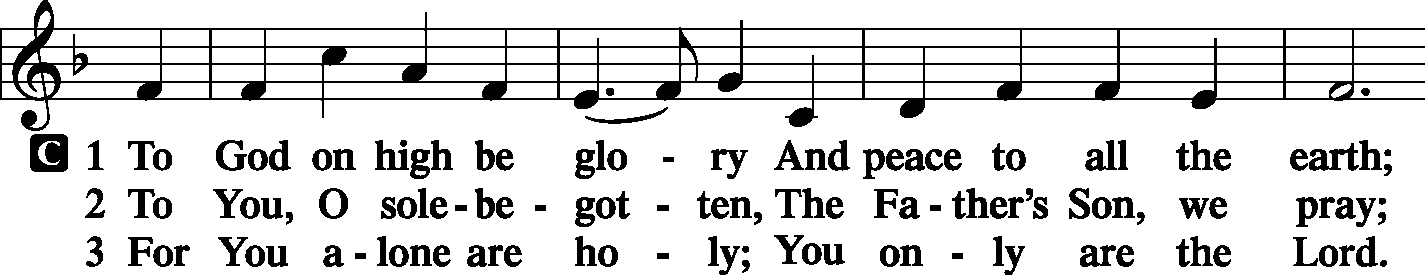 C 1 To God on high be glo - ry And peace to all the earth;
2 To You, O sole - be - got - ten, The Fa - ther's Son, we pray;
3 For You a - lone are ho - ly; You on - ly are the Lord.